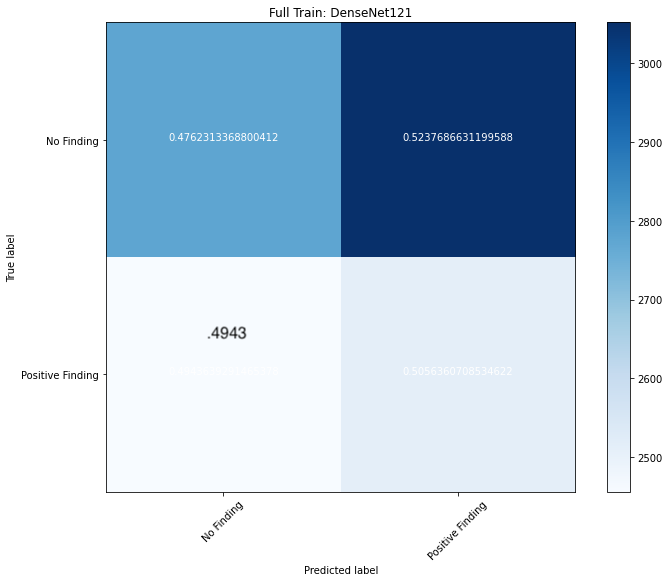 Full Train: DenseNet121
No Finding
0.4762313368800412
0.5237686631199588
.4943
Positive Finding
0.5056360708534622
True label
No Finding
Positive Finding
Predicted label
3000
2900
2800
2700
2600
2500